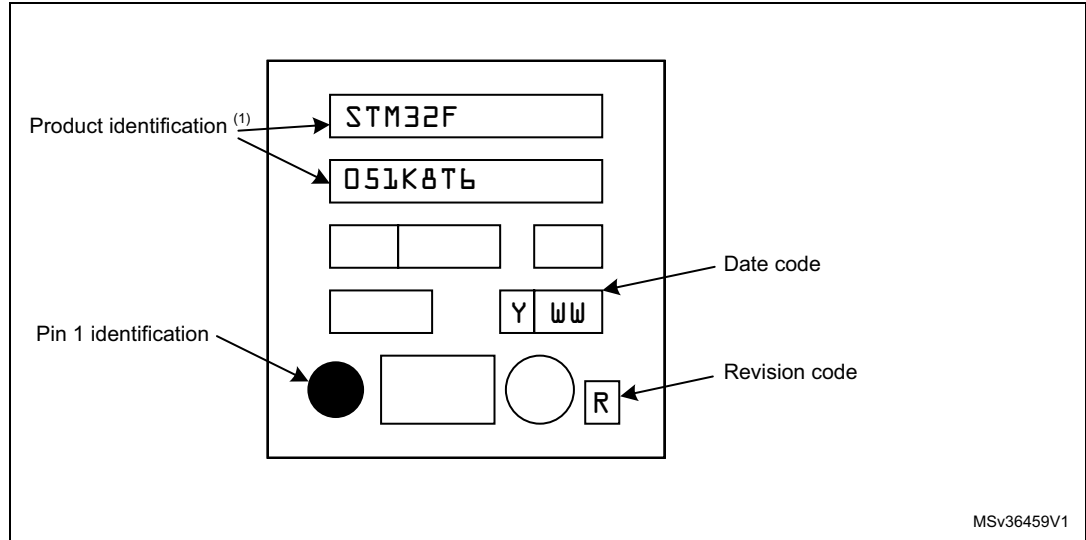 STM32F
Product identification (1)
051K8T6
Date code
Y WW
Pin 1 identification
Revision code
R
MSv36459V1